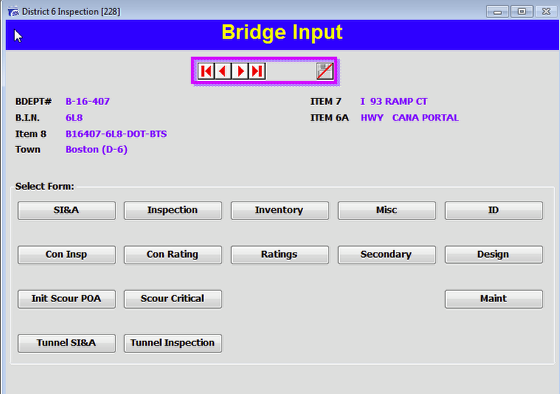 District 6 Inspection [228]
Bridge Input
BDEPT# B-16-407 ITEM 7 I 93 RAMP CT
B.I.N. 6L8 ITEM 6A HWY CANA PORTAL
Item 8 B16407-6L8-DOT-BTS
Town Boston (D-6)
Select Form:
SI&A Inspection Inventory Misc ID
Con Insp Con Rating Ratings Secondary Design
Init Scour POA Scour Critical Maint
Tunnel SI&A Tunnel Inspection